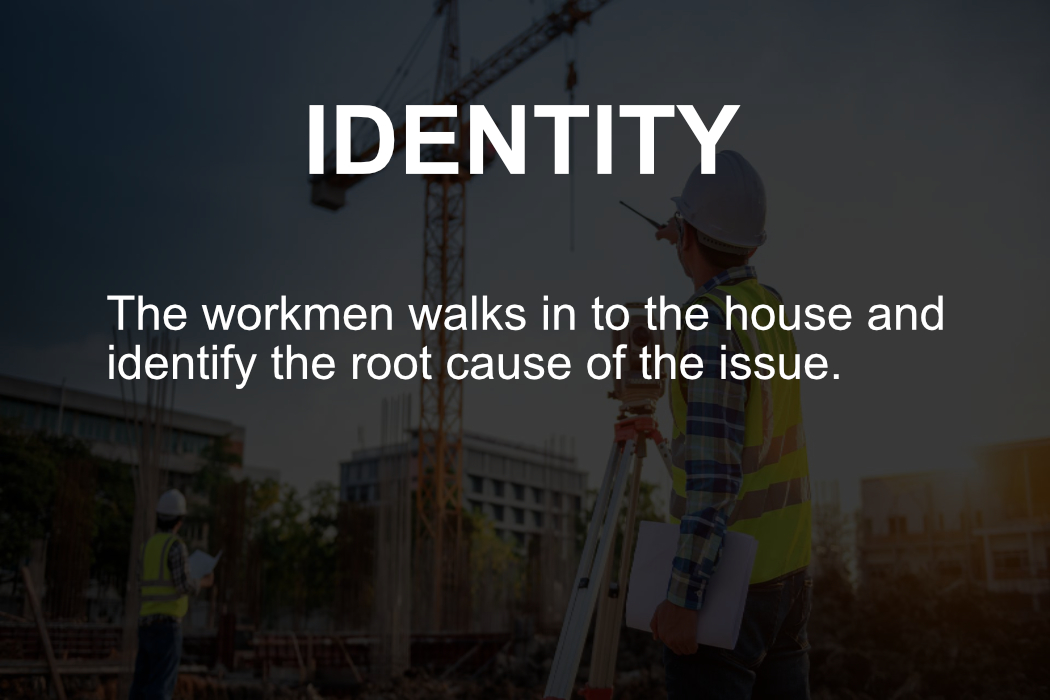 IDENTITY
The workmen walks in to the house and
identify the root cause of the issue.